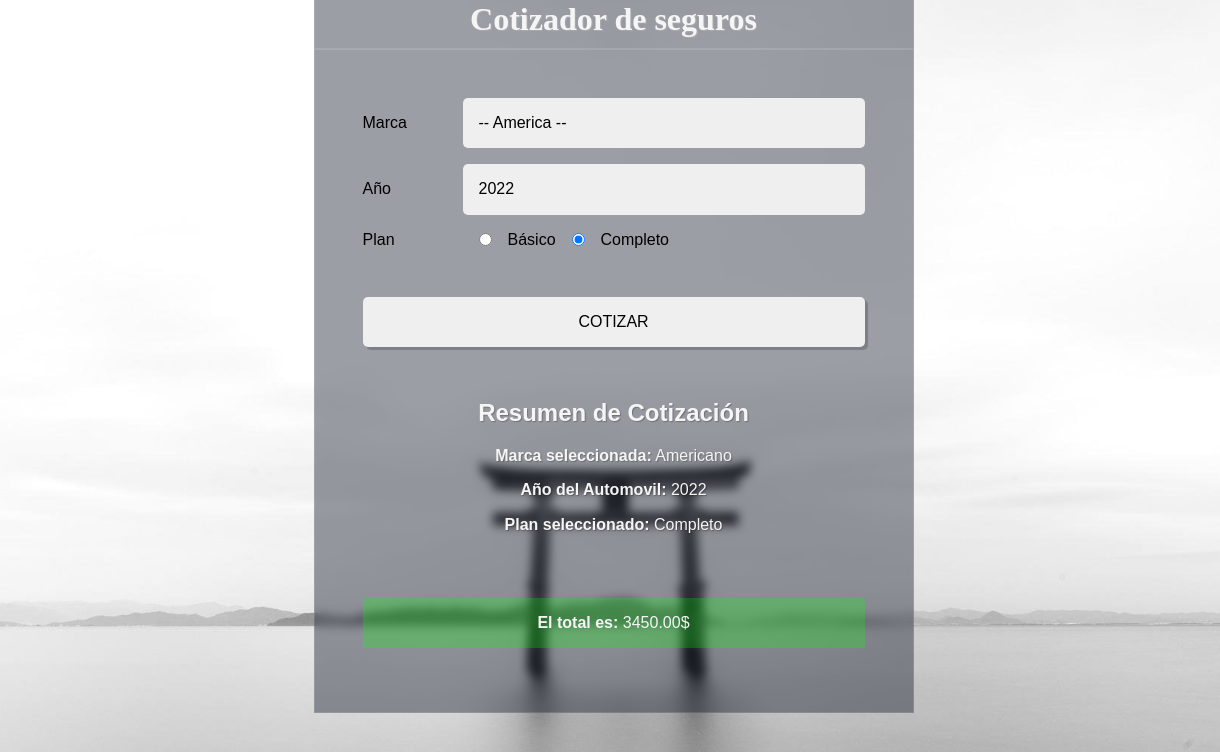 Cotizador de seguros
Marca
-- America --
Año
2022
Plan
Básico
Completo
COTIZAR
Resumen de Cotización
Marca seleccionada: Americano
Año del Automovil: 2022
Plan seleccionado: Completo
El total es: 3450.00$